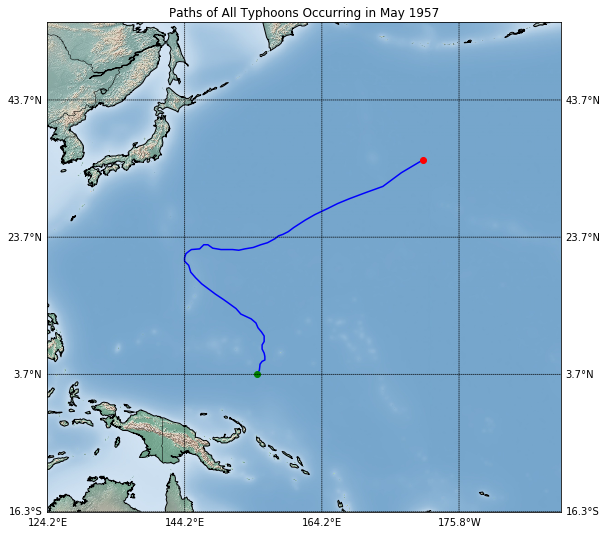 Paths of All Typhoons Occurring in May 1957
43.7°N 43.7°N
23.7°N 23.7°N
3.7°N 3.7°N
16.3°S 16.3°S
124.2°E 144.2°E 164.2°E 175.8°W